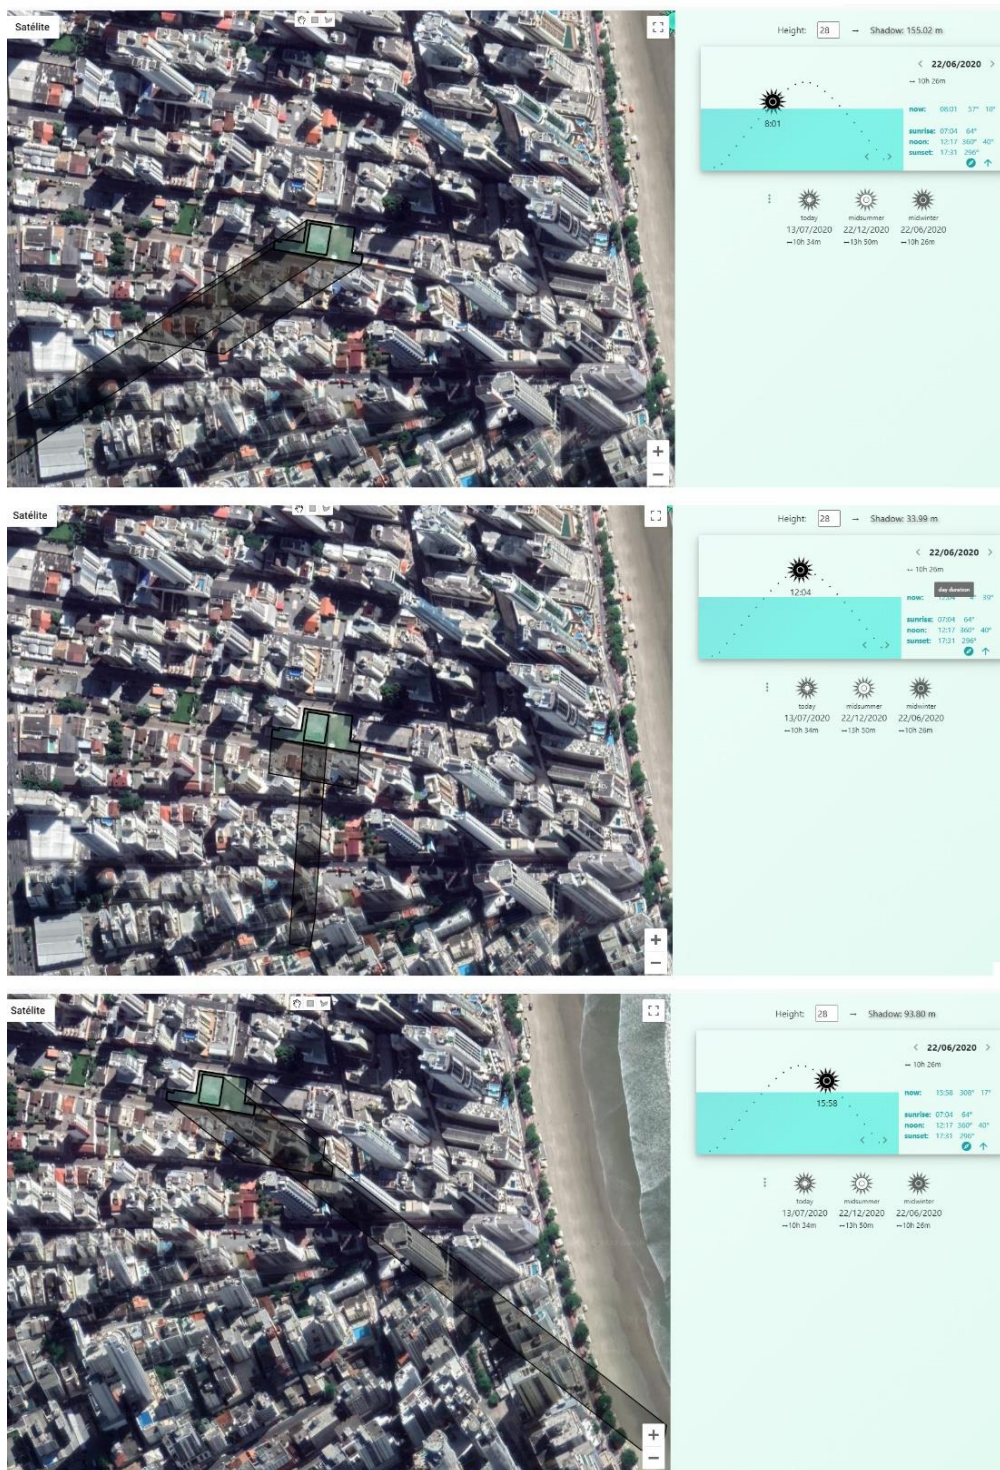 Satélite
Height: 28 → Shadow: 155.02 m
< 22/06/2020 >
↔ 10h 26m
8:01
now: 08:01 57° 10°
sunrise: 07:04 64°
noon: 12:17 360° 40°
sunset: 17:31 296°
today midsummer midwinter
13/07/2020 22/12/2020 22/06/2020
↔10h 34m ↔13h 50m ↔10h 26m
+
−
Satélite
Height: 28 → Shadow: 33.99 m
< 22/06/2020 >
↔ 10h 26m
day duration
12:04
now: 12:04 4° 39°
sunrise: 07:04 64°
noon: 12:17 360° 40°
sunset: 17:31 296°
today midsummer midwinter
13/07/2020 22/12/2020 22/06/2020
↔10h 34m ↔13h 50m ↔10h 26m
+
−
Satélite
Height: 28 → Shadow: 93.80 m
< 22/06/2020 >
↔ 10h 26m
15:58
now: 15:58 308° 17°
sunrise: 07:04 64°
noon: 12:17 360° 40°
sunset: 17:31 296°
today midsummer midwinter
13/07/2020 22/12/2020 22/06/2020
↔10h 34m ↔13h 50m ↔10h 26m
+
−